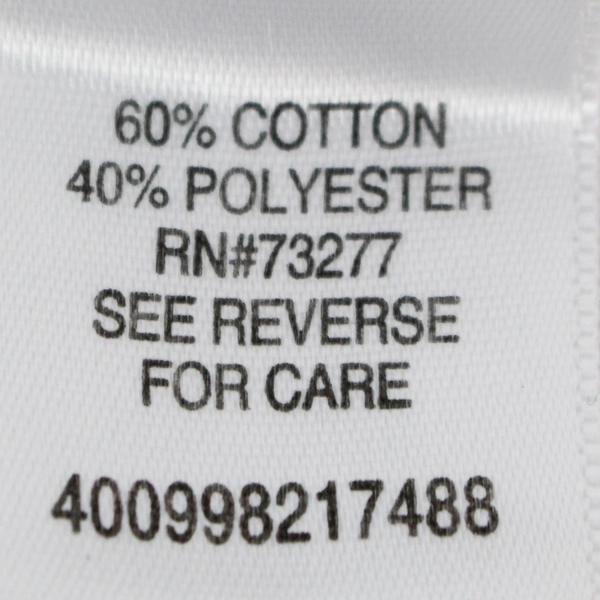 60% COTTON
40% POLYESTER
RN#73277
SEE REVERSE
FOR CARE
400998217488